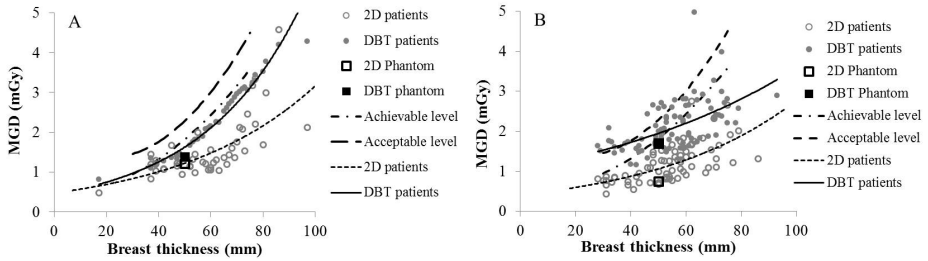 A
MGD (mGy)
5
4
3
2
1
0
0 20 40 60 80 100
Breast thickness (mm)
2D patients
DBT patients
2D Phantom
DBT phantom
Achievable level
Acceptable level
2D patients
DBT patients
B
MGD (mGy)
5
4
3
2
1
0
0 20 40 60 80 100
Breast thickness (mm)
2D patients
DBT patients
2D Phantom
DBT Phantom
Achievable level
Acceptable level
2D patients
DBT patients